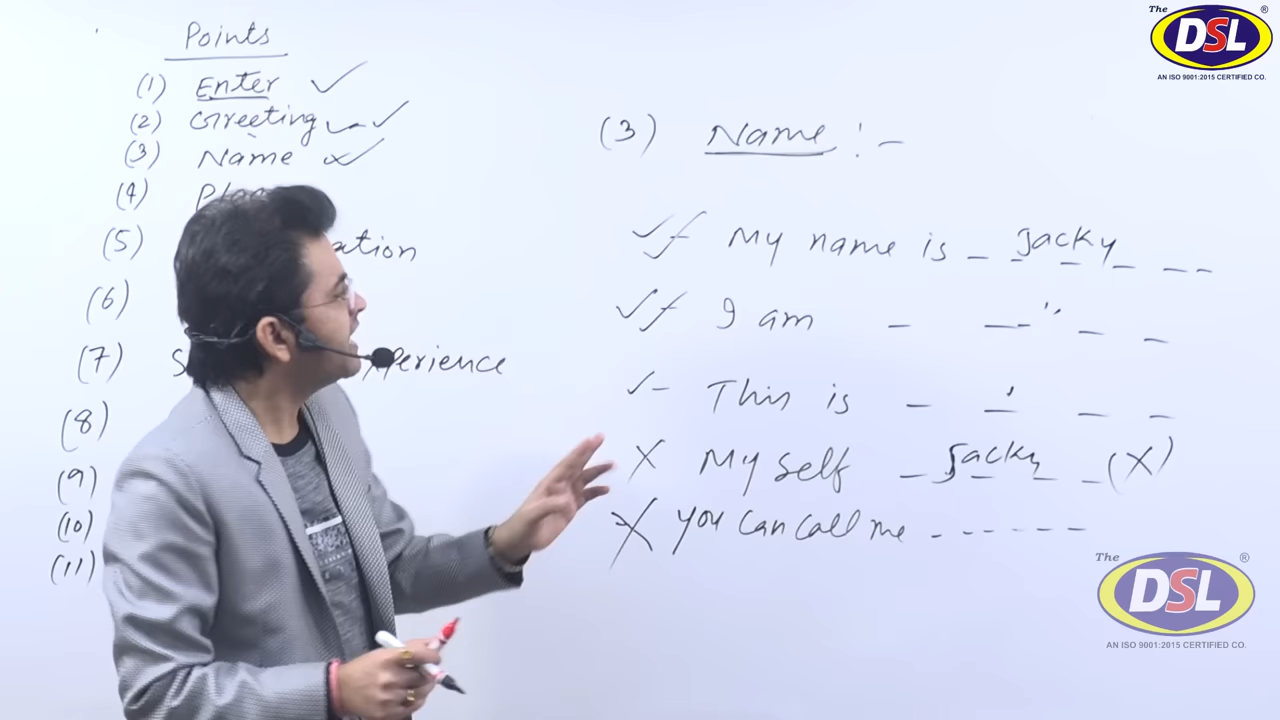 Points
(1) Enter
(2) Greeting
(3) Name
(4)
(5) ation
(6)
(7) S xperience
(8)
(9)
(10)
(11)
(3) Name :-
My name is _ Jacky _ _ _ _
I am _ _ " _ _
This is _ _ ' _ _
My self _ Jacky _ _ (X)
you can call me - - - - - -
The DSL ®
AN ISO 9001:2015 CERTIFIED CO.
The DSL ®
AN ISO 9001:2015 CERTIFIED CO.